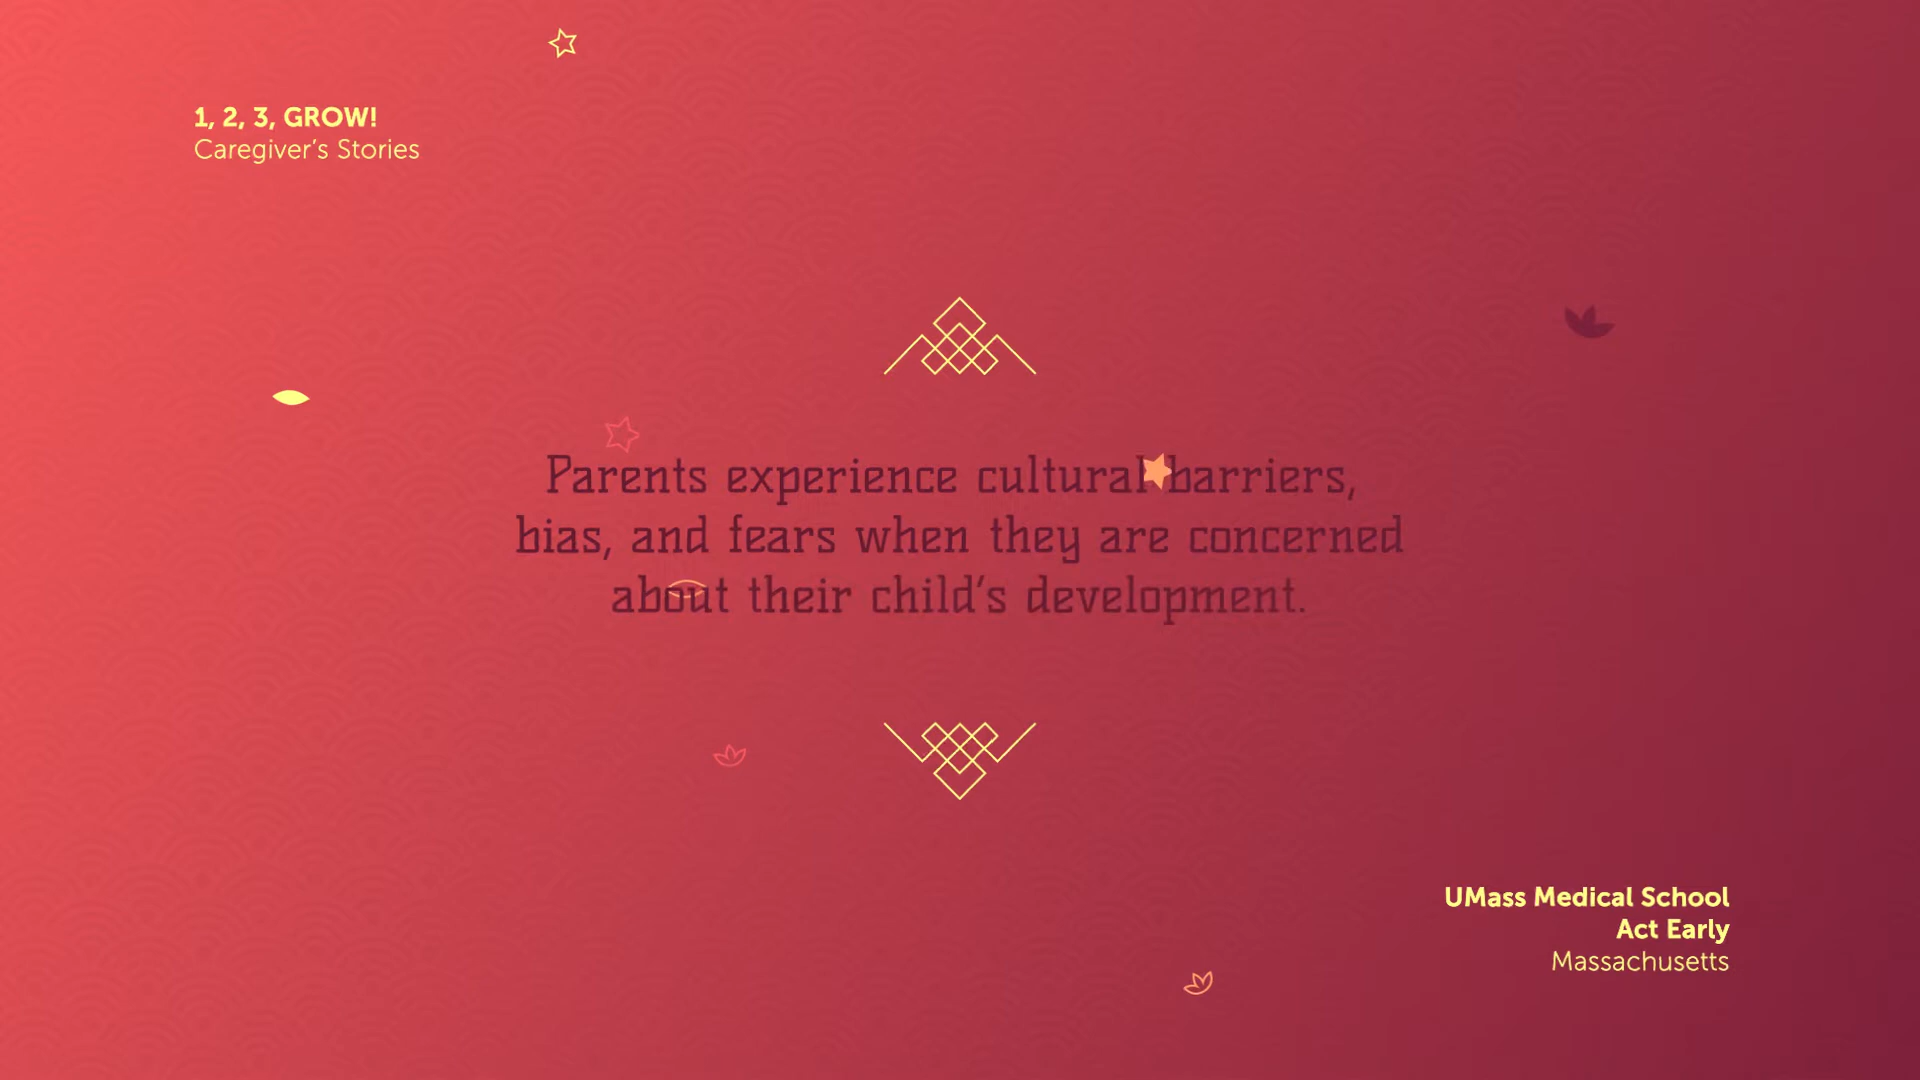 1, 2, 3, GROW!
Caregiver’s Stories
Parents experience cultural barriers,
bias, and fears when they are concerned
about their child’s development.
UMass Medical School
Act Early
Massachusetts